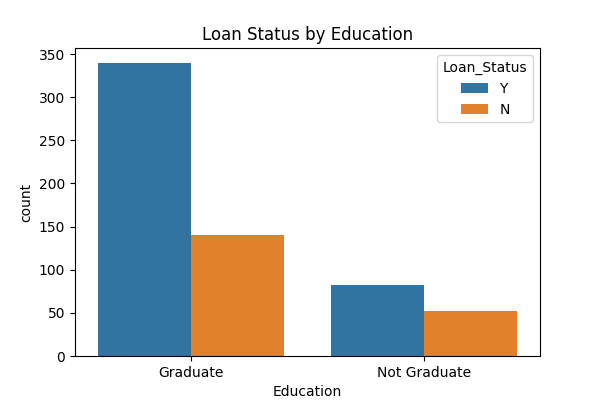 Loan Status by Education
350
300
250
200
150
100
50
0
count
Loan_Status
Y
N
Graduate
Not Graduate
Education